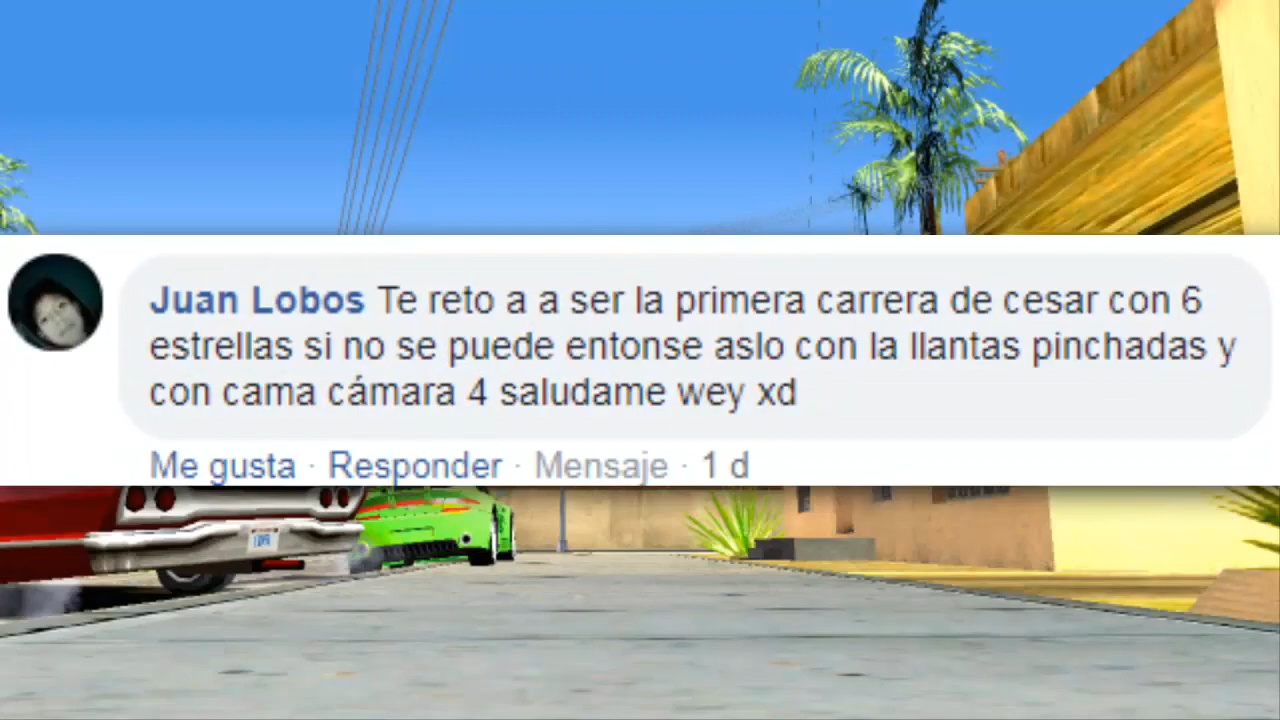 Juan Lobos Te reto a a ser la primera carrera de cesar con 6
estrellas si no se puede entonse aslo con la llantas pinchadas y
con cama cámara 4 saludame wey xd
Me gusta · Responder · Mensaje · 1 d